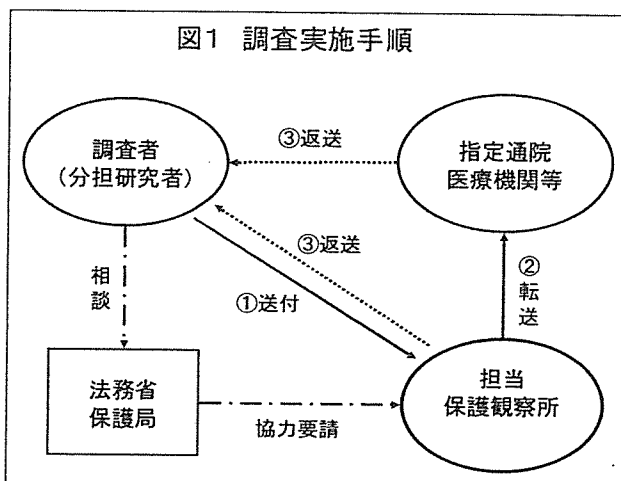 図1 調査実施手順
調査者
(分担研究者)
③返送
指定通院
医療機関等
③返送
①送付
②
転
送
相
談
法務省
保護局
協力要請
担当
保護観察所